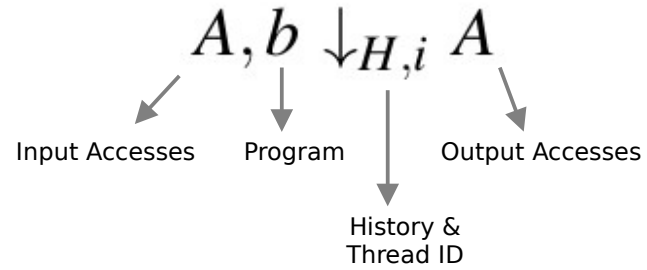 A, b ↓H,i A
Input Accesses Program Output Accesses
History &
Thread ID